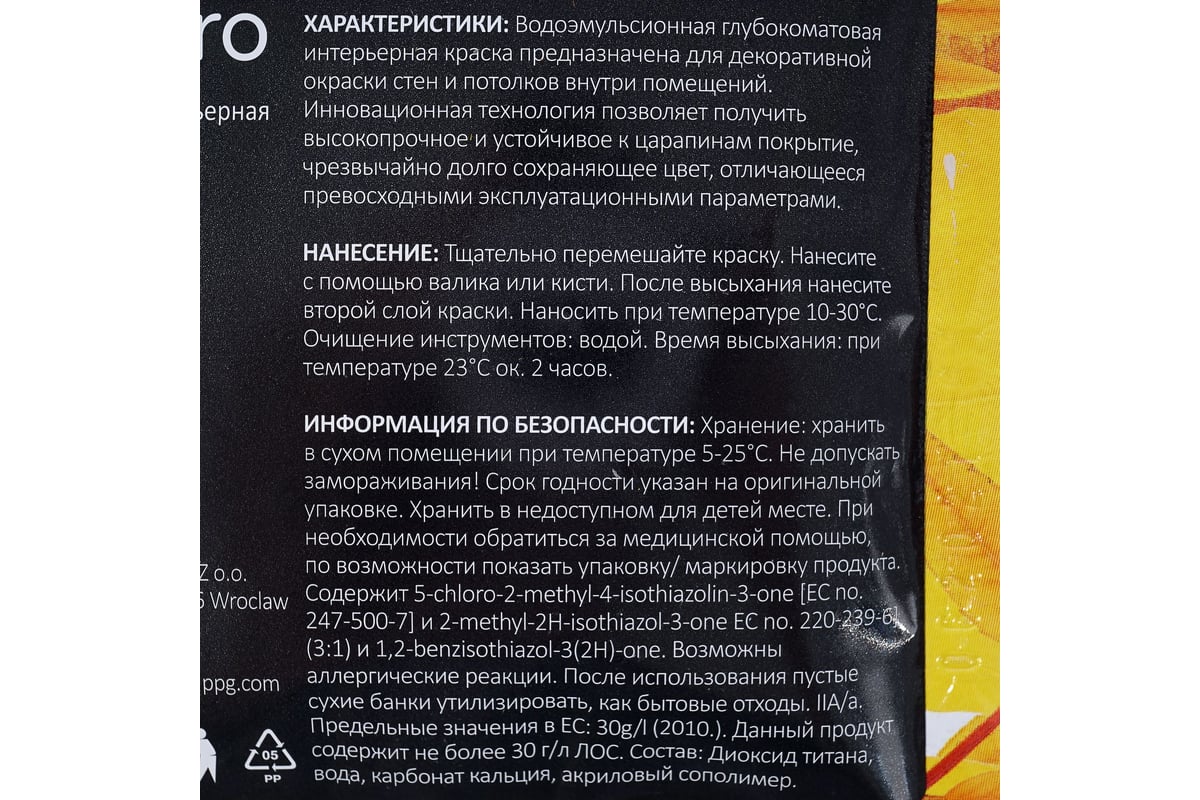 ro
ьерная
ХАРАКТЕРИСТИКИ: Водоэмульсионная глубокоматовая
интерьерная краска предназначена для декоративной
окраски стен и потолков внутри помещений.
Инновационная технология позволяет получить
высокопрочное и устойчивое к царапинам покрытие,
чрезвычайно долго сохраняющее цвет, отличающееся
превосходными эксплуатационными параметрами.
НАНЕСЕНИЕ: Тщательно перемешайте краску. Нанесите
с помощью валика или кисти. После высыхания нанесите
второй слой краски. Наносить при температуре 10-30°C.
Очищение инструментов: водой. Время высыхания: при
температуре 23°C ок. 2 часов.
ИНФОРМАЦИЯ ПО БЕЗОПАСНОСТИ: Хранение: хранить
в сухом помещении при температуре 5-25°C. Не допускать
замораживания! Срок годности указан на оригинальной
упаковке. Хранить в недоступном для детей месте. При
необходимости обратиться за медицинской помощью,
по возможности показать упаковку/ маркировку продукта.
Содержит 5-chloro-2-methyl-4-isothiazolin-3-one [EC no.
247-500-7] и 2-methyl-2H-isothiazol-3-one EC no. 220-239-6]
(3:1) и 1,2-benzisothiazol-3(2H)-one. Возможны
аллергические реакции. После использования пустые
сухие банки утилизировать, как бытовые отходы. IIA/a.
Предельные значения в ЕС: 30g/l (2010.). Данный продукт
содержит не более 30 г/л ЛОС. Состав: Диоксид титана,
вода, карбонат кальция, акриловый сополимер.
Z o.o.
6 Wroclaw
ppg.com
05
PP